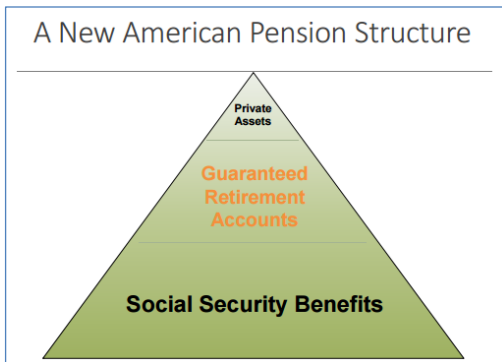 A New American Pension Structure
Private
Assets
Guaranteed
Retirement
Accounts
Social Security Benefits